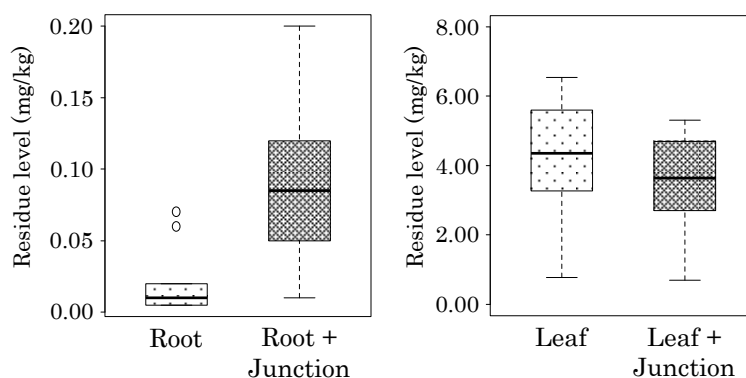 Residue level (mg/kg)
0.20
0.15
0.10
0.05
0.00
Root
Root +
Junction
Residue level (mg/kg)
8.00
6.00
4.00
2.00
0.00
Leaf
Leaf +
Junction